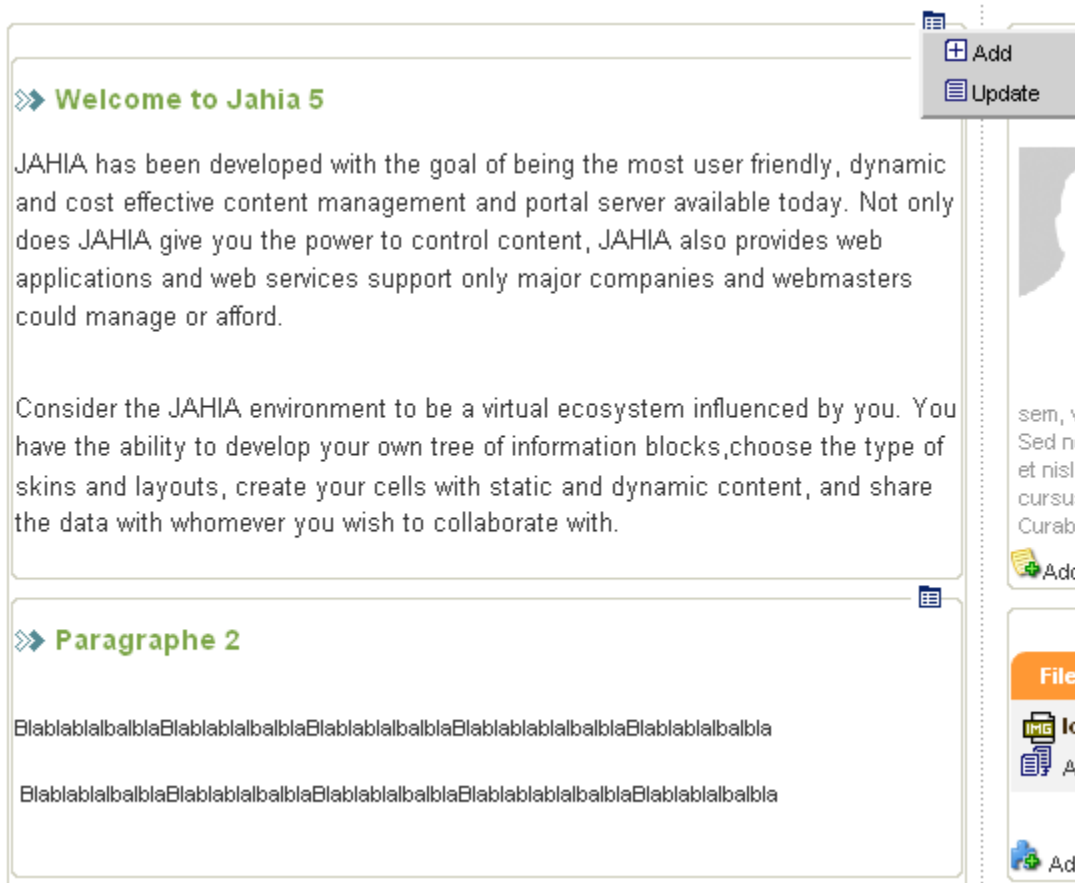 Add
Update
Welcome to Jahia 5
JAHIA has been developed with the goal of being the most user friendly, dynamic
and cost effective content management and portal server available today. Not only
does JAHIA give you the power to control content, JAHIA also provides web
applications and web services support only major companies and webmasters
could manage or afford.
Consider the JAHIA environment to be a virtual ecosystem influenced by you. You
have the ability to develop your own tree of information blocks,choose the type of
skins and layouts, create your cells with static and dynamic content, and share
the data with whomever you wish to collaborate with.
Paragraphe 2
BlablablalbalblaBlablablalbalblaBlablablalbalblaBlablablablalbalblaBlablablalbalbla
BlablablalbalblaBlablablalbalblaBlablablalbalblaBlablablablalbalblaBlablablalbalbla
sem,
Sed
et nisl
File
IMG